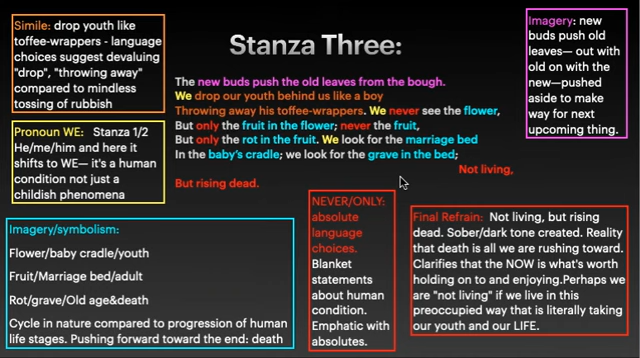 Stanza Three:
Simile: drop youth like
toffee-wrappers - language
choices suggest devaluing
"drop", "throwing away"
compared to mindless
tossing of rubbish
Pronoun WE: Stanza 1/2
He/me/him and here it
shifts to WE— it's a human
condition not just a
childish phenomena
The new buds push the old leaves from the bough.
We drop our youth behind us like a boy
Throwing away his toffee-wrappers. We never see the flower,
But only the fruit in the flower; never the fruit,
But only the rot in the fruit. We look for the marriage bed
In the baby's cradle; we look for the grave in the bed;
Not living,
But rising dead.
Imagery: new
buds push old
leaves— out with
old on with the
new—pushed
aside to make
way for next
upcoming thing.
Imagery/symbolism:
Flower/baby cradle/youth
Fruit/Marriage bed/adult
Rot/grave/Old age&death
Cycle in nature compared to progression of human
life stages. Pushing forward toward the end: death
NEVER/ONLY:
absolute
language
choices.
Blanket
statements
about human
condition.
Emphatic with
absolutes.
Final Refrain: Not living, but rising
dead. Sober/dark tone created. Reality
that death is all we are rushing toward.
Clarifies that the NOW is what's worth
holding on to and enjoying.Perhaps we
are "not living" if we live in this
preoccupied way that is literally taking
our youth and our LIFE.